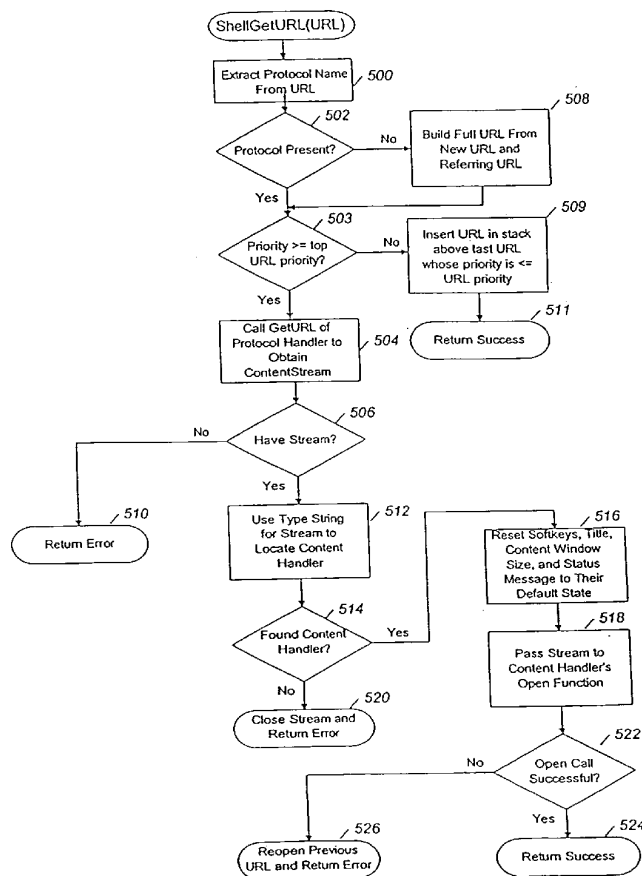 ShellGetURL(URL)
Extract Protocol Name
From URL
500
502
Protocol Present?
No
508
Build Full URL From
New URL and
Referring URL
Yes
503
Priority >= top
URL priority?
No
509
Insert URL in stack
above last URL
whose priority is <=
URL priority
511
Return Success
Yes
Call GetURL of
Protocol Handler to
Obtain
ContentStream
504
506
Have Stream?
No
510
Return Error
Yes
Use Type String
for Stream to
Locate Content
Handler
512
514
Found Content
Handler?
Yes
516
Reset Softkeys, Title,
Content Window
Size, and Status
Message to Their
Default State
518
Pass Stream to
Content Handler's
Open Function
No
520
Close Stream and
Return Error
522
Open Call
Successful?
No
526
Reopen Previous
URL and Return Error
Yes
524
Return Success